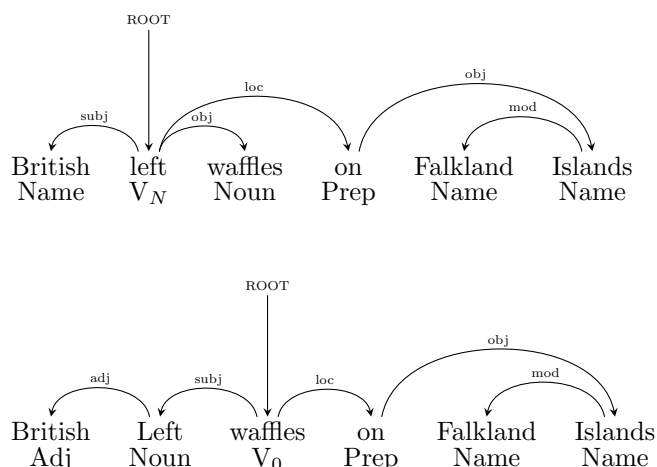 ROOT
loc
obj
subj
obj
mod
British left waffles on Falkland Islands
Name V_N Noun Prep Name Name
ROOT
obj
adj
subj
loc
mod
British Left waffles on Falkland Islands
Adj Noun V_0 Prep Name Name